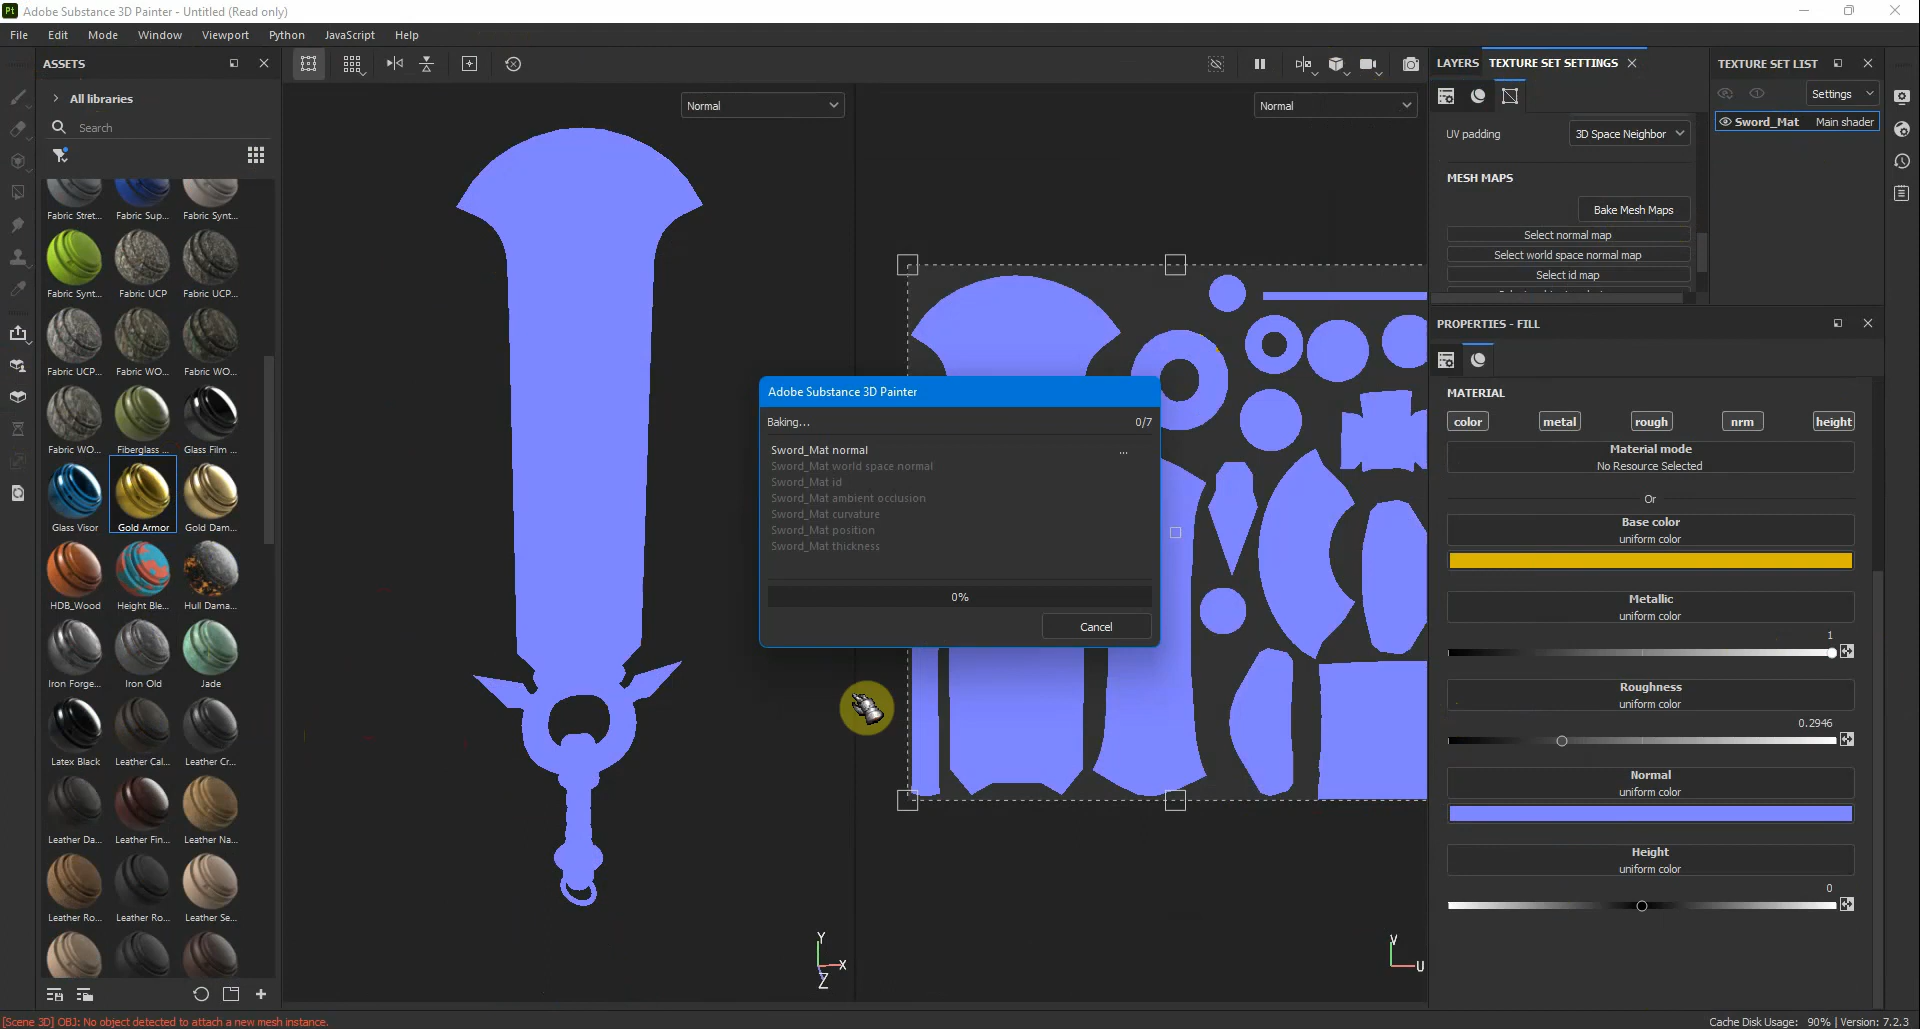 Pt Adobe Substance 3D Painter - Untitled (Read only)
File Edit Mode Window Viewport Python JavaScript Help
ASSETS
All libraries
Search
Fabric Stret... Fabric Sup... Fabric Synt...
Fabric Synt... Fabric UCP Fabric UCP...
Fabric UCP... Fabric WO... Fabric WO...
Fabric WO... Fiberglass ... Glass Film ...
Glass Visor Gold Armor Gold Dam...
HDB_Wood Height Ble... Hull Dama...
Iron Forge... Iron Old Jade
Latex Black Leather Cal... Leather Cr...
Leather Da... Leather Fin... Leather Na...
Leather Ro... Leather Ro... Leather Se...
Normal
Normal
Y
X
Z
V
U
Adobe Substance 3D Painter
Baking... 0/7
Sword_Mat normal ...
Sword_Mat world space normal
Sword_Mat id
Sword_Mat ambient occlusion
Sword_Mat curvature
Sword_Mat position
Sword_Mat thickness
0%
Cancel
LAYERS TEXTURE SET SETTINGS
UV padding 3D Space Neighbor
MESH MAPS
Bake Mesh Maps
Select normal map
Select world space normal map
Select id map
TEXTURE SET LIST
Settings
Sword_Mat Main shader
PROPERTIES - FILL
MATERIAL
color metal rough nrm height
Material mode
No Resource Selected
Or
Base color
uniform color
Metallic
uniform color
1
Roughness
uniform color
0.2946
Normal
uniform color
Height
uniform color
0
[Scene 3D] OBJ: No object detected to attach a new mesh instance.
Cache Disk Usage: 90% | Version: 7.2.3